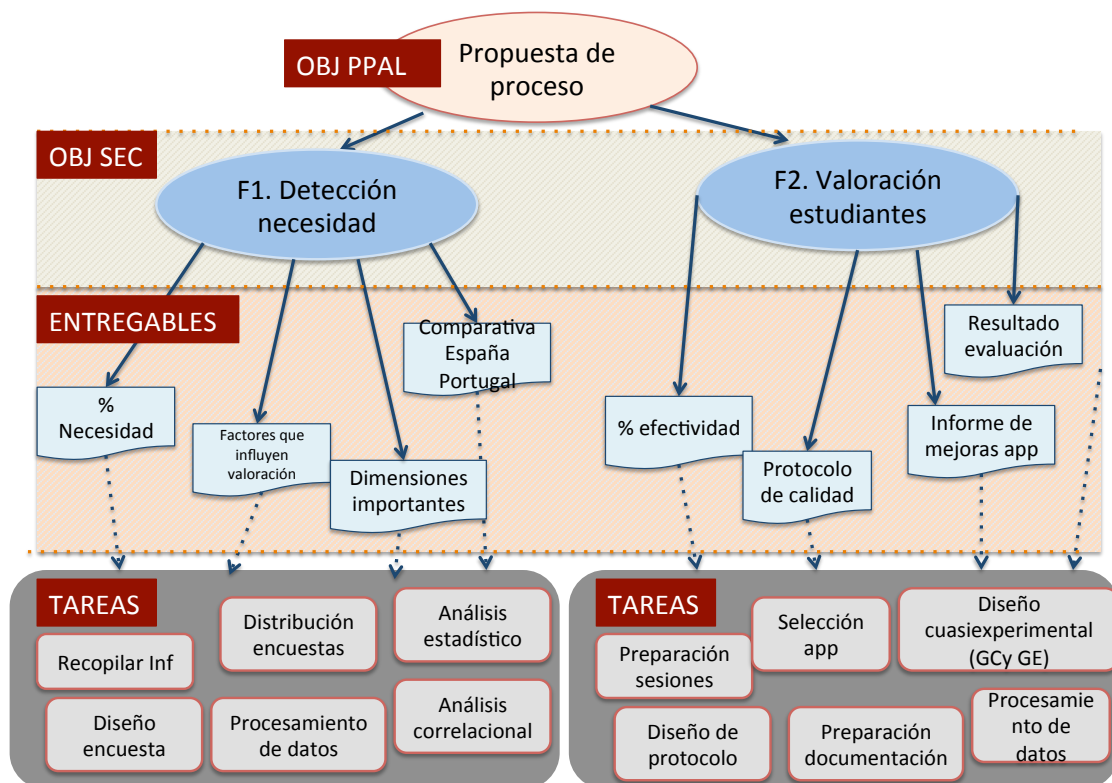 OBJ PPAL
Propuesta de
proceso
OBJ SEC
F1. Detección
necesidad
F2. Valoración
estudiantes
ENTREGABLES
%
Necesidad
Factores que
influyen
valoración
Dimensiones
importantes
Comparativa
España
Portugal
% efectividad
Protocolo
de calidad
Informe de
mejoras app
Resultado
evaluación
TAREAS
Recopilar Inf
Distribución
encuestas
Análisis
estadístico
Diseño
encuesta
Procesamiento
de datos
Análisis
correlacional
TAREAS
Preparación
sesiones
Selección
app
Diseño
cuasiexperimental
(GCy GE)
Diseño de
protocolo
Preparación
documentación
Procesamie
nto de
datos